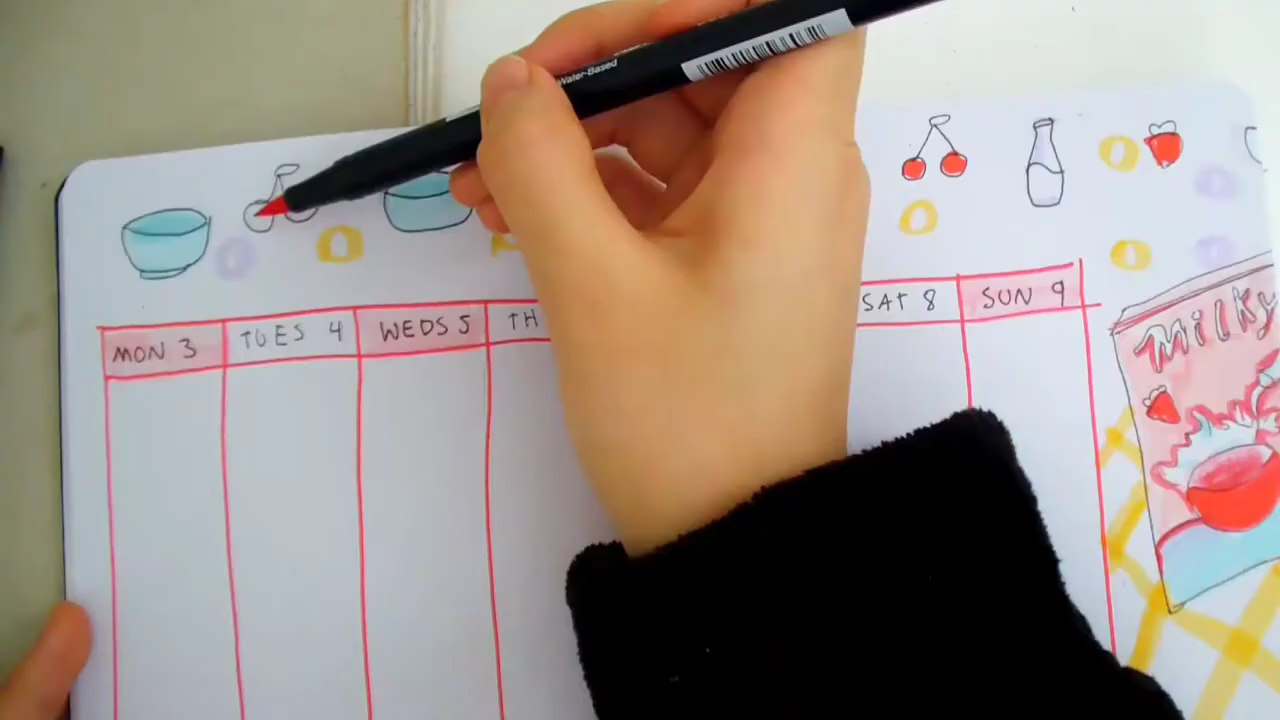 Water-Based
MON 3
TUES 4
WEDS 5
TH
SAT 8
SUN 9
Milky